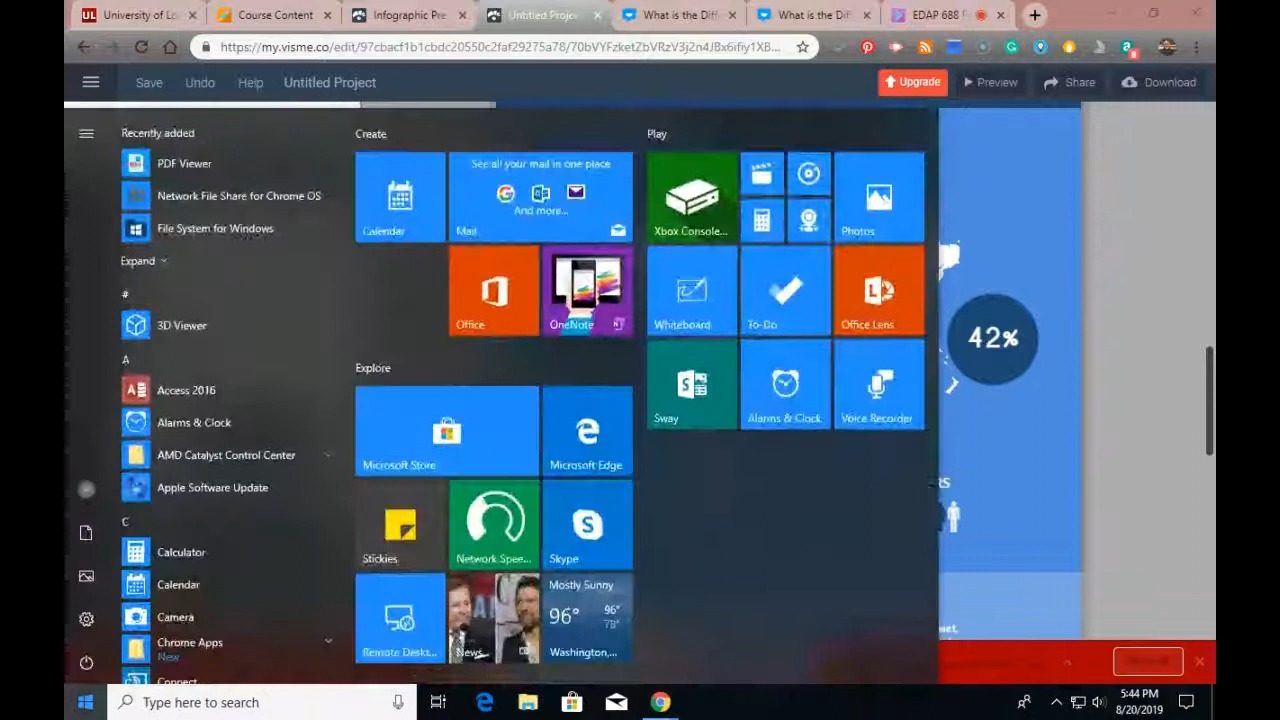 University of Lo
Course Content
Infographic Pre
Untitled Proje
What is the Diff
What is the Dif
EDAP 688 F
https://my.visme.co/edit/97cbacf1b1cbdc20550c2faf29275a78/70bVYFzketZbVRzV3j2n4JBx6ifiy1XB...
Save
Undo
Help
Untitled Project
Upgrade
Preview
Share
Download
Recently added
PDF Viewer
Network File Share for Chrome OS
File System for Windows
Expand
#
3D Viewer
A
Access 2016
Alarms & Clock
AMD Catalyst Control Center
Apple Software Update
C
Calculator
Calendar
Camera
Chrome Apps
New
Connect
Create
Calendar
See all your mail in one place
And more...
Mail
Office
OneNote
Explore
Microsoft Store
Microsoft Edge
Stickies
Network Spee...
Skype
Remote Deskt...
News
Mostly Sunny
96°
96°
78°
Washington,...
Play
Xbox Console...
Photos
Whiteboard
To-Do
Office Lens
Sway
Alarms & Clock
Voice Recorder
42%
RS
Type here to search
5:44 PM
8/20/2019